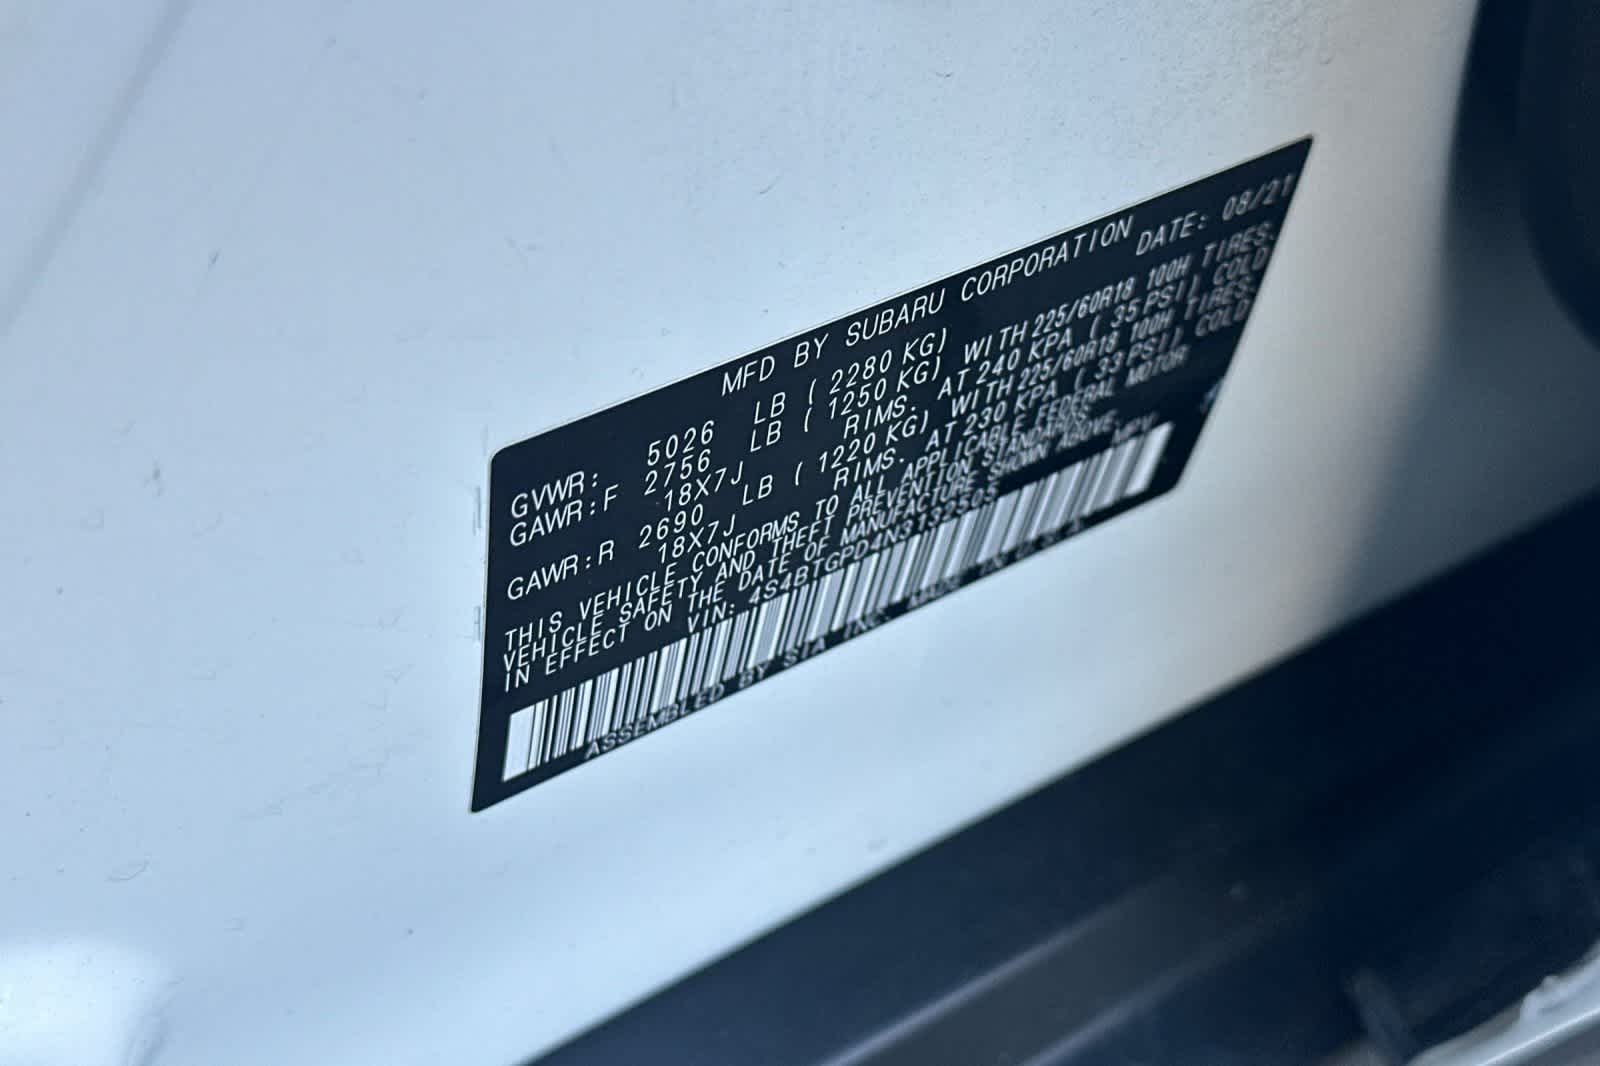 MFD BY SUBARU CORPORATION DATE: 08/21
GVWR: 5026 LB ( 2280 KG)
GAWR:F 2756 LB ( 1250 KG) WITH 225/60R18 100H TIRES.
18X7J RIMS. AT 240 KPA ( 35 PSI) COLD
GAWR:R 2690 LB ( 1220 KG) WITH 225/60R18 100H TIRES.
18X7J RIMS. AT 230 KPA ( 33 PSI) COLD
THIS VEHICLE CONFORMS TO ALL APPLICABLE FEDERAL MOTOR
VEHICLE SAFETY AND THEFT PREVENTION STANDARDS
IN EFFECT ON THE DATE OF MANUFACTURE SHOWN ABOVE.
VIN: 4S4BTGPD4N3132503 MPV
ASSEMBLED BY SIA INC. MADE IN U.S.A